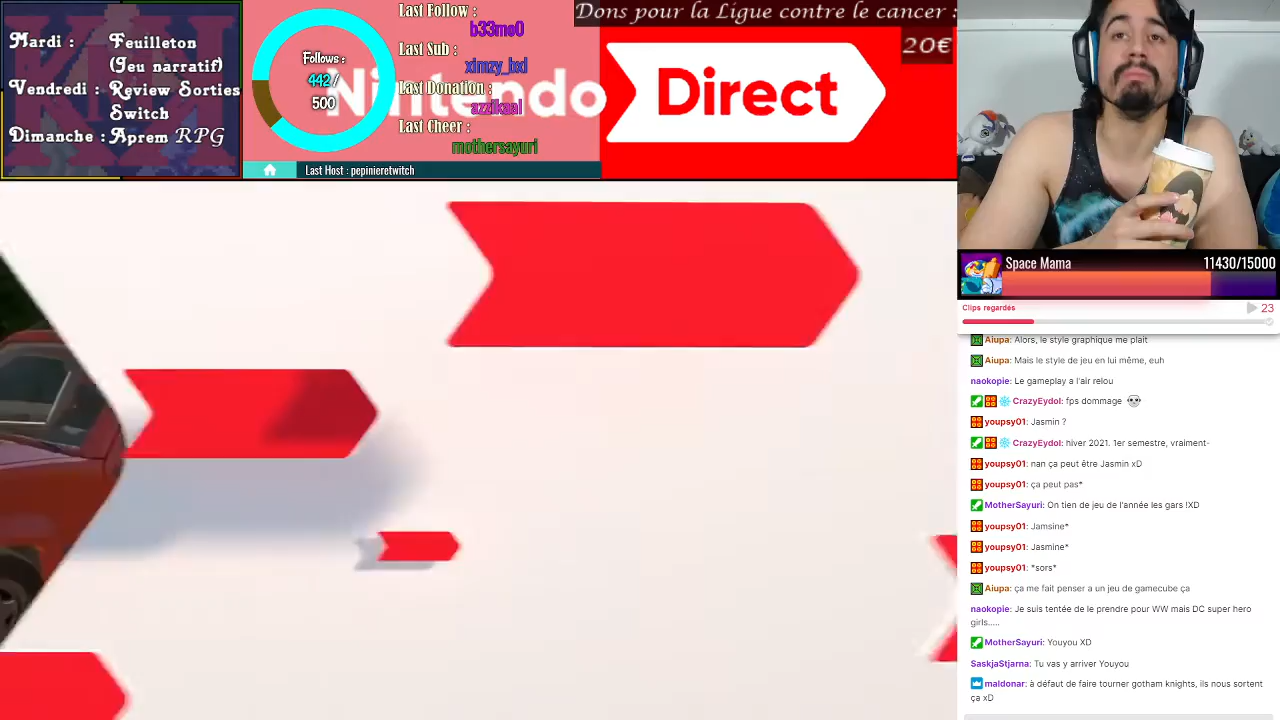 Mardi : Feuilleton
(Jeu narratif)
Vendredi : Review Sorties
Switch
Dimanche : Aprem RPG
Follows :
442 /
500
Last Follow :
b33me0
Last Sub :
ximzy_bxl
Last Donation :
azzikaal
Last Cheer :
mothersayuri
Last Host : pepinieretwitch
Nintendo
Direct
Dons pour la Ligue contre le cancer :
20€
Space Mama 11430/15000
Clips regardés 23
Aiupa: Alors, le style graphique me plait
Aiupa: Mais le style de jeu en lui même, euh
naokopie: Le gameplay a l'air relou
CrazyEydol: fps dommage
youpsy01: Jasmin ?
CrazyEydol: hiver 2021. 1er semestre, vraiment-
youpsy01: nan ça peut être Jasmin xD
youpsy01: ça peut pas*
MotherSayuri: On tien de jeu de l'année les gars !XD
youpsy01: Jamsine*
youpsy01: Jasmine*
youpsy01: *sors*
Aiupa: ça me fait penser a un jeu de gamecube ça
naokopie: Je suis tentée de le prendre pour WW mais DC super hero
girls.....
MotherSayuri: Youyou XD
SaskjaStjarna: Tu vas y arriver Youyou
maldonar: à défaut de faire tourner gotham knights, ils nous sortent
ça xD